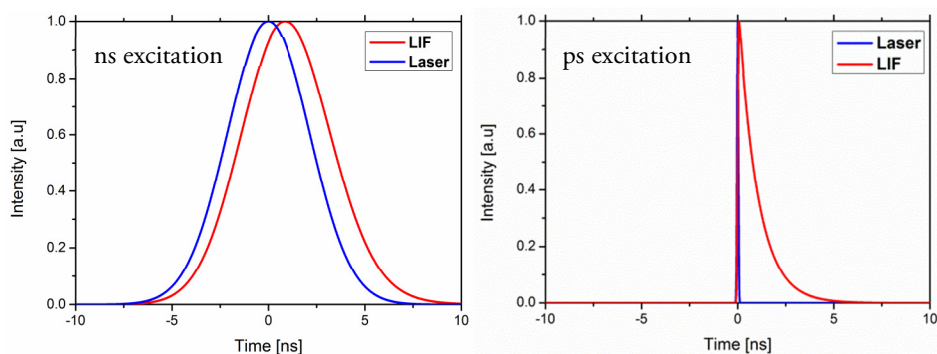 ns excitation
LIF
Laser
Intensity [a.u]
1.0
0.8
0.6
0.4
0.2
0.0
-10
-5
0
5
10
Time [ns]
ps excitation
Laser
LIF
Intensity [a.u]
1.0
0.8
0.6
0.4
0.2
0.0
-10
-5
0
5
10
Time [ns]